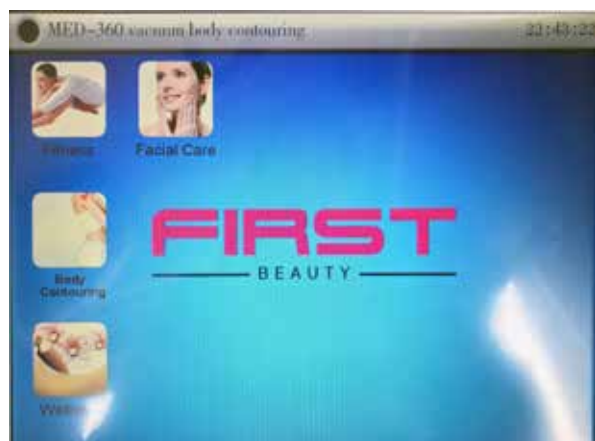 MED-360 vacuum body contouring
22:43:22
Fitness
Facial Care
FIRST
BEAUTY
Body
Contouring